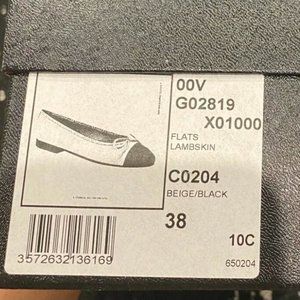 00V
G02819
X01000
FLATS
LAMBSKIN
C0204
BEIGE/BLACK
38
10C
3572632136169
650204